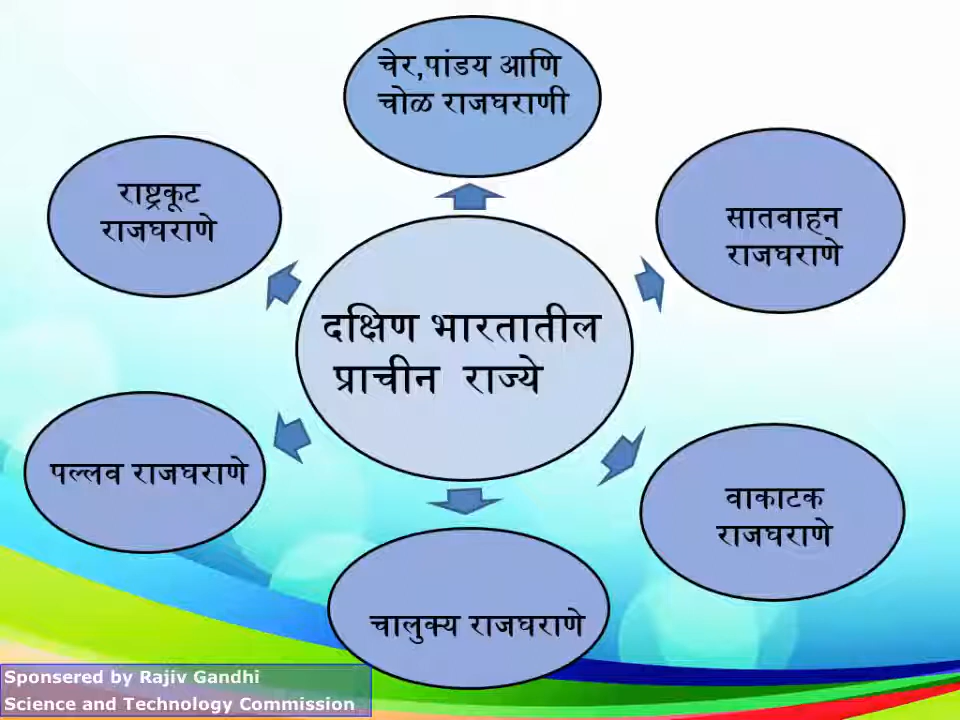 चेर,पांडय आणि
चोळ राजघराणी
राष्ट्रकूट
राजघराणे
सातवाहन
राजघराणे
दक्षिण भारतातील
प्राचीन राज्ये
पल्लव राजघराणे
वाकाटक
राजघराणे
चालुक्य राजघराणे
Sponsered by Rajiv Gandhi
Science and Technology Commission